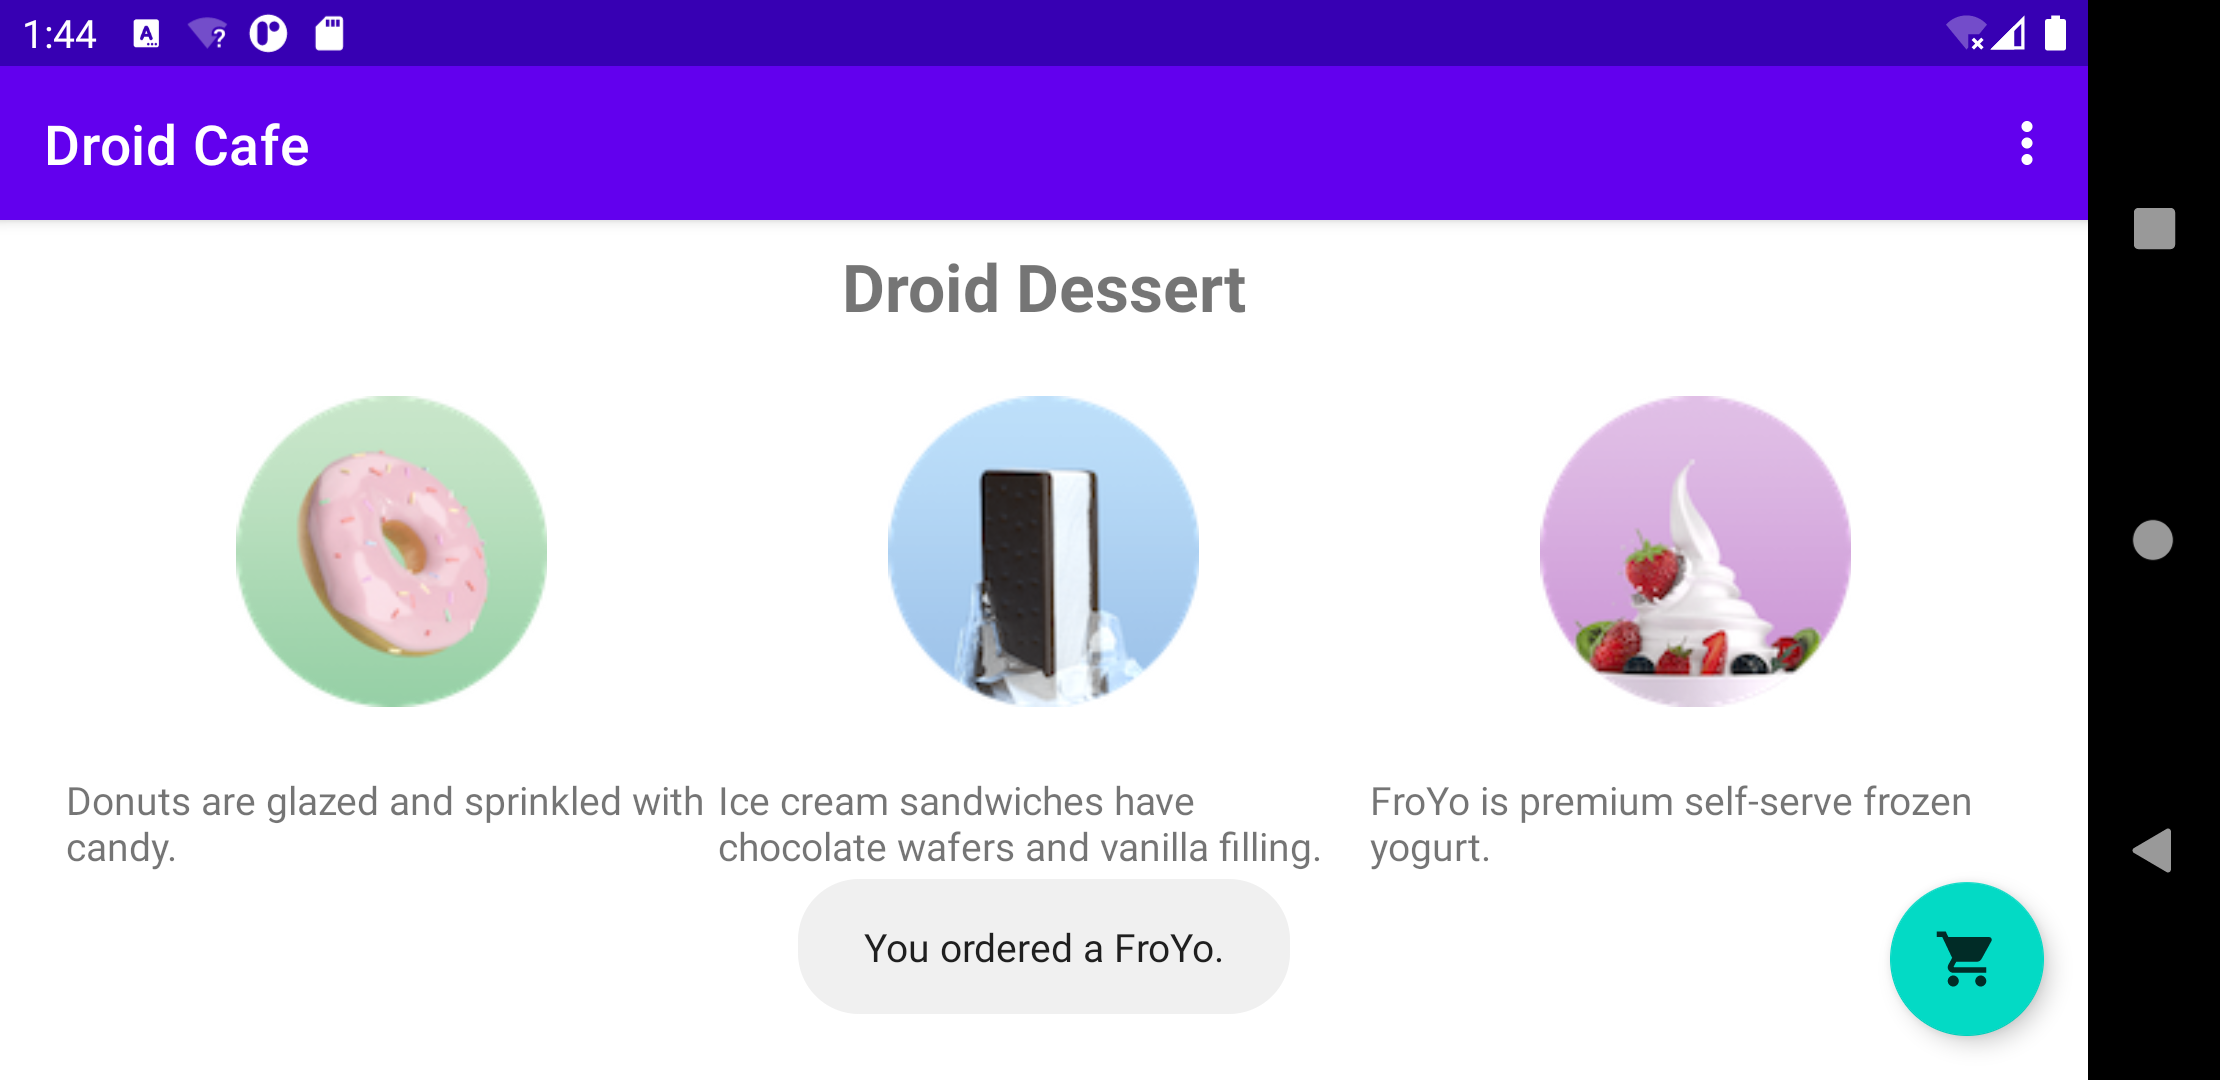 1:44
Droid Cafe
Droid Dessert
Donuts are glazed and sprinkled with
candy.
Ice cream sandwiches have
chocolate wafers and vanilla filling.
FroYo is premium self-serve frozen
yogurt.
You ordered a FroYo.